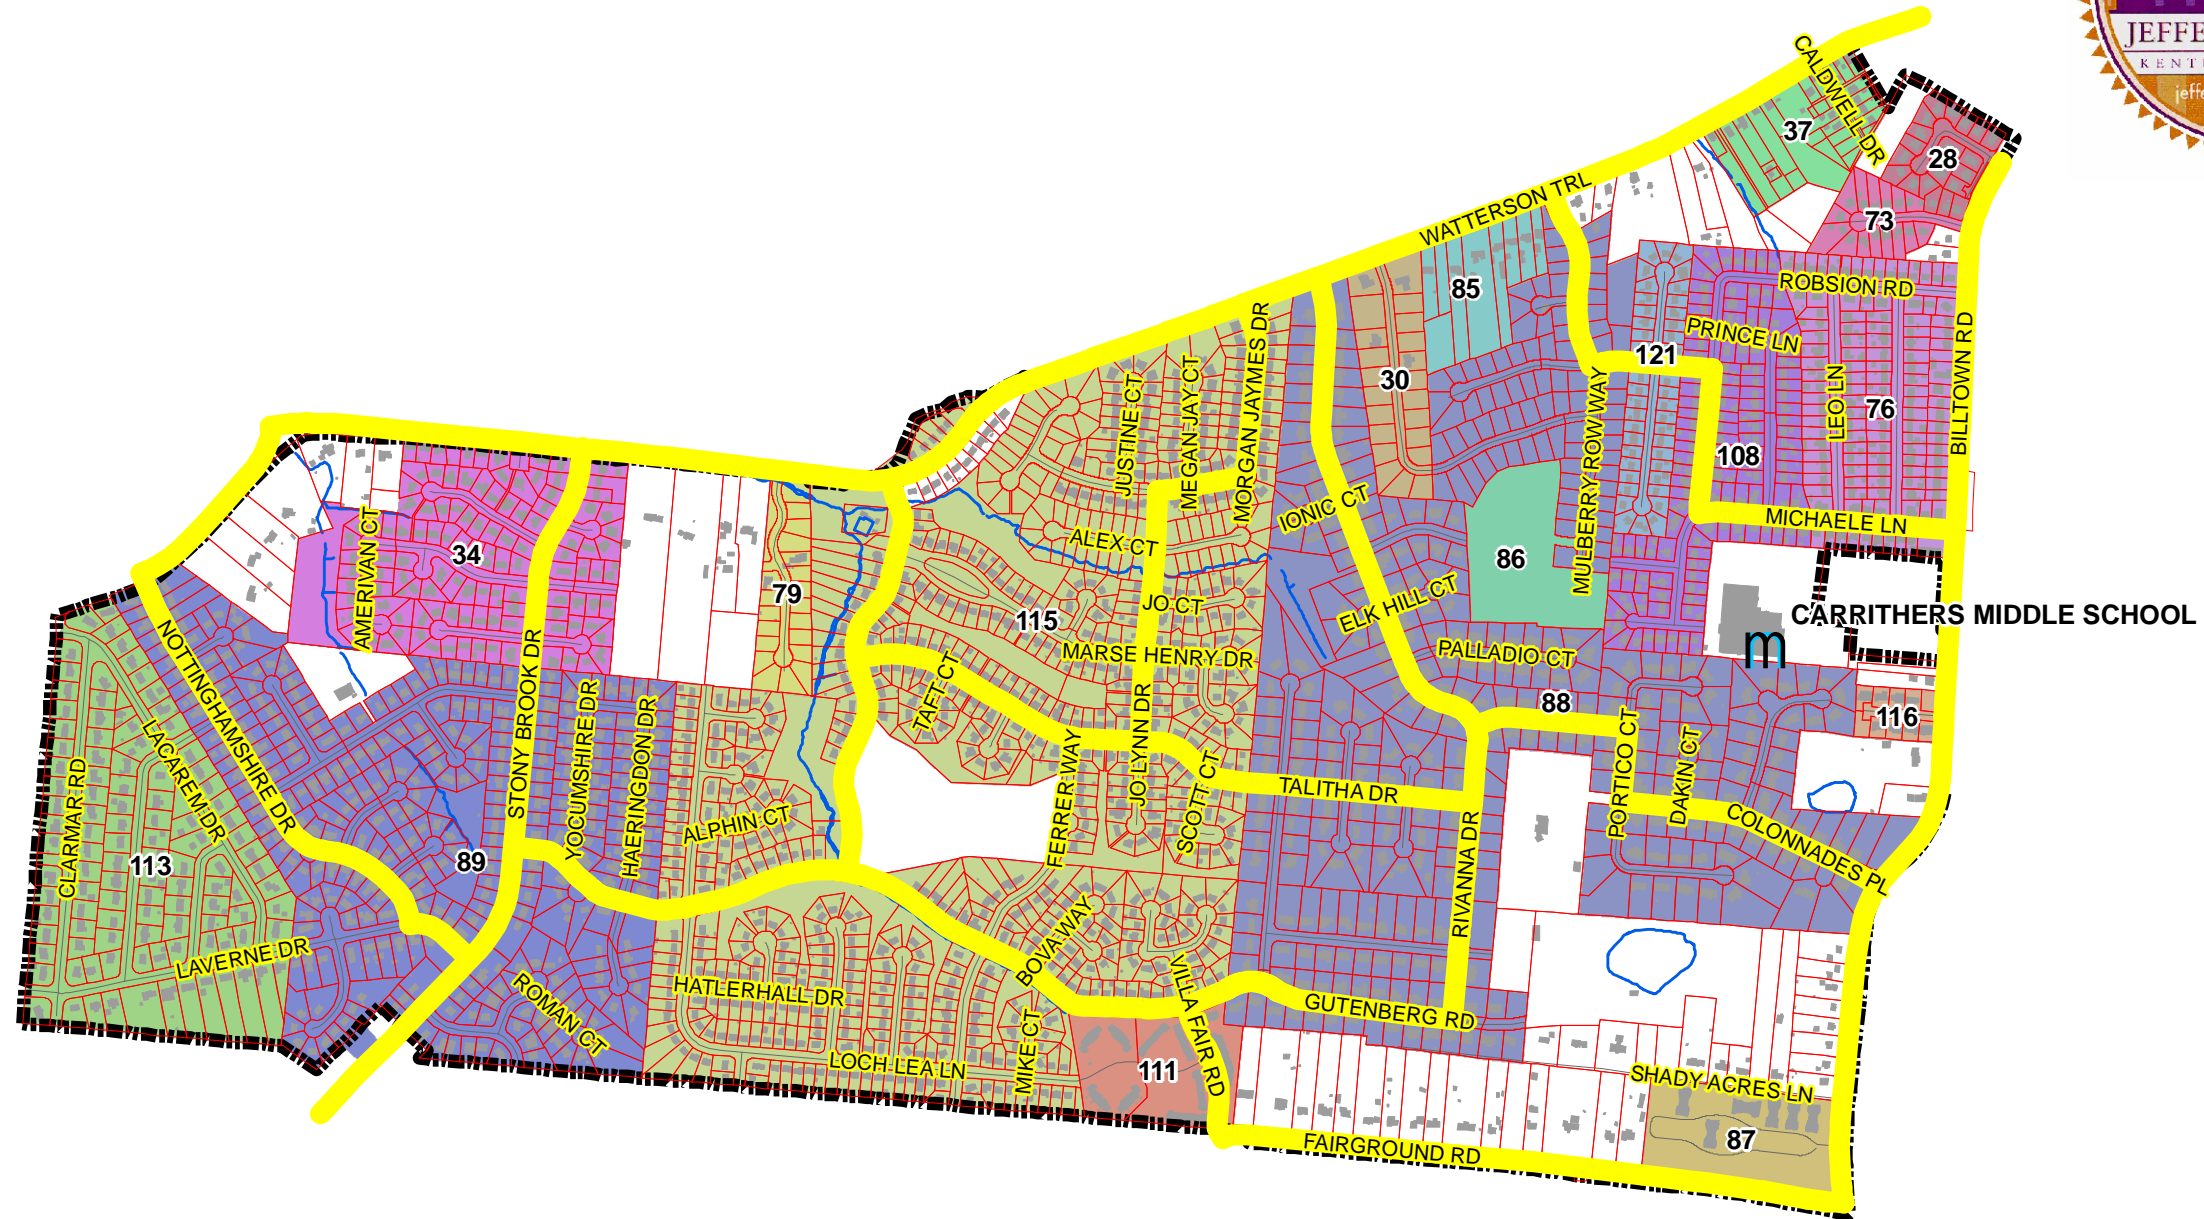 JEFFE
KENT
jeffe
CALDWELL DR
37
28
73
WATTERSON TRL
85
ROBSION RD
PRINCE LN
121
30
LEO LN
76
BILLTOWN RD
108
MULBERRY ROW WAY
MICHAELE LN
JUSTINE CT
MEGAN JAY CT
MORGAN JAYMES DR
IONIC CT
ALEX CT
86
ELK HILL CT
CARRITHERS MIDDLE SCHOOL
m
34
AMERIVAN CT
79
115
JO CT
MARSE HENRY DR
PALLADIO CT
88
116
NOTTINGHAMSHIRE DR
STONY BROOK DR
YOCUMSHIRE DR
HAERINGDON DR
TAFT CT
JO LYNN DR
FERRER WAY
SCOTT CT
TALITHA DR
PORTICO CT
DAKIN CT
COLONNADES PL
LACAREM DR
CLARMAR RD
113
89
ALPHIN CT
RIVANNA DR
LAVERNE DR
ROMAN CT
HATLERHALL DR
BOVA WAY
VILLA FAIR RD
GUTENBERG RD
LOCH LEA LN
MIKE CT
111
SHADY ACRES LN
87
FAIRGROUND RD